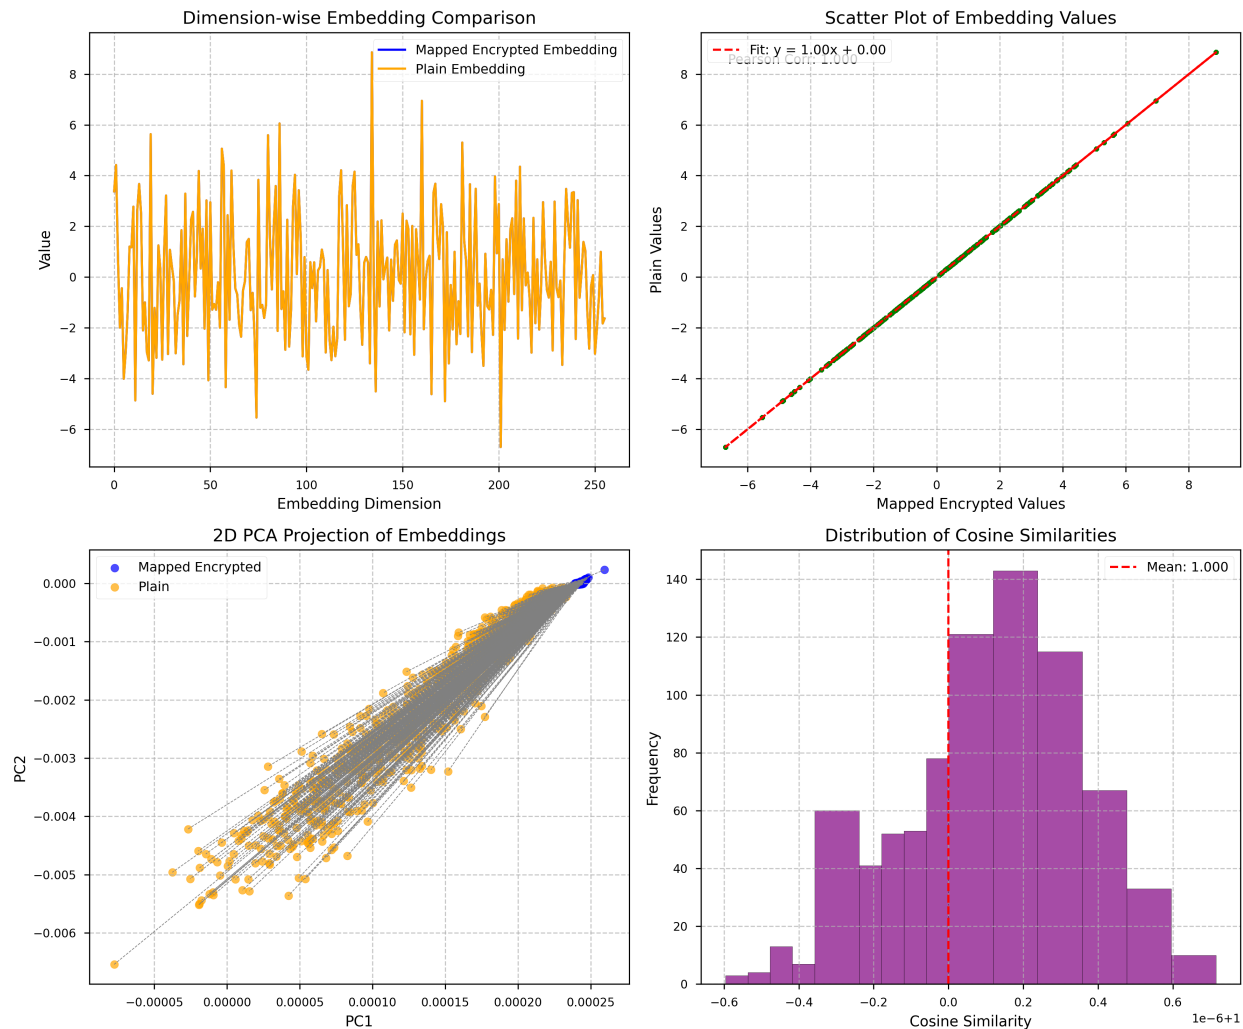 Dimension-wise Embedding Comparison
Mapped Encrypted Embedding
Plain Embedding
8
6
4
2
0
−2
−4
−6
Value
0 50 100 150 200 250
Embedding Dimension
Scatter Plot of Embedding Values
Fit: y = 1.00x + 0.00
Pearson Corr: 1.000
8
6
4
2
0
−2
−4
−6
Plain Values
−6 −4 −2 0 2 4 6 8
Mapped Encrypted Values
2D PCA Projection of Embeddings
Mapped Encrypted
Plain
0.000
−0.001
−0.002
−0.003
−0.004
−0.005
−0.006
PC2
−0.00005 0.00000 0.00005 0.00010 0.00015 0.00020 0.00025
PC1
Distribution of Cosine Similarities
Mean: 1.000
140
120
100
80
60
40
20
0
Frequency
−0.6 −0.4 −0.2 0.0 0.2 0.4 0.6
1e−6+1
Cosine Similarity